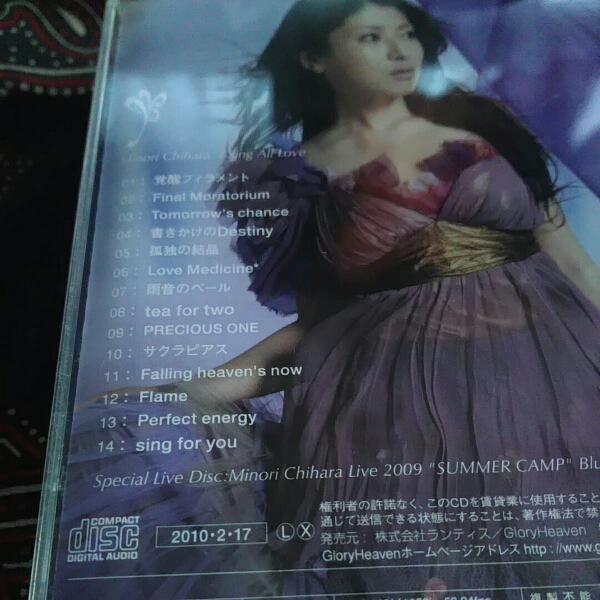 Minori Chihara Sing All Love
01: 覚醒フィラメント
02: Final Moratorium
03: Tomorrow's chance
04: 書きかけのDestiny
05: 孤独の結晶
06: Love Medicine*
07: 雨音のベール
08: tea for two
09: PRECIOUS ONE
10: サクラピアス
11: Falling heaven's now
12: Flame
13: Perfect energy
14: sing for you
Special Live Disc:Minori Chihara Live 2009 "SUMMER CAMP" Blu
COMPACT disc DIGITAL AUDIO
2010・2・17
L X
権利者の許諾なく、このCDを賃貸業に使用すること
通じて送信できる状態にすることは、著作権法で禁
発売元：株式会社ランティス/GloryHeaven
GloryHeavenホームページアドレス http://www.g
複製不能